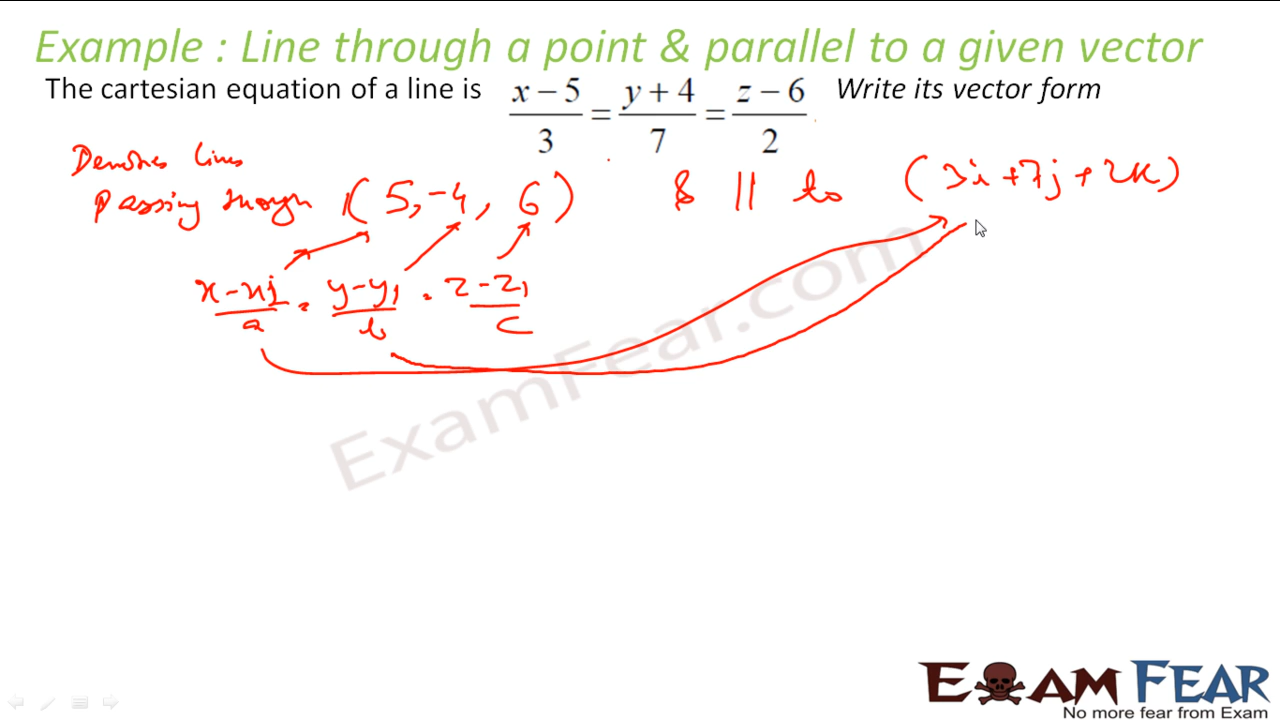 Example : Line through a point & parallel to a given vector
The cartesian equation of a line is (x − 5)/3 = (y + 4)/7 = (z − 6)/2 Write its vector form
Denotes line
passing through (5, -4, 6) & || to (3i + 7j + 2k)
(x - x1)/a = (y - y1)/b = (z - z1)/c
ExamFear.com
EXAM FEAR
No more fear from Exam